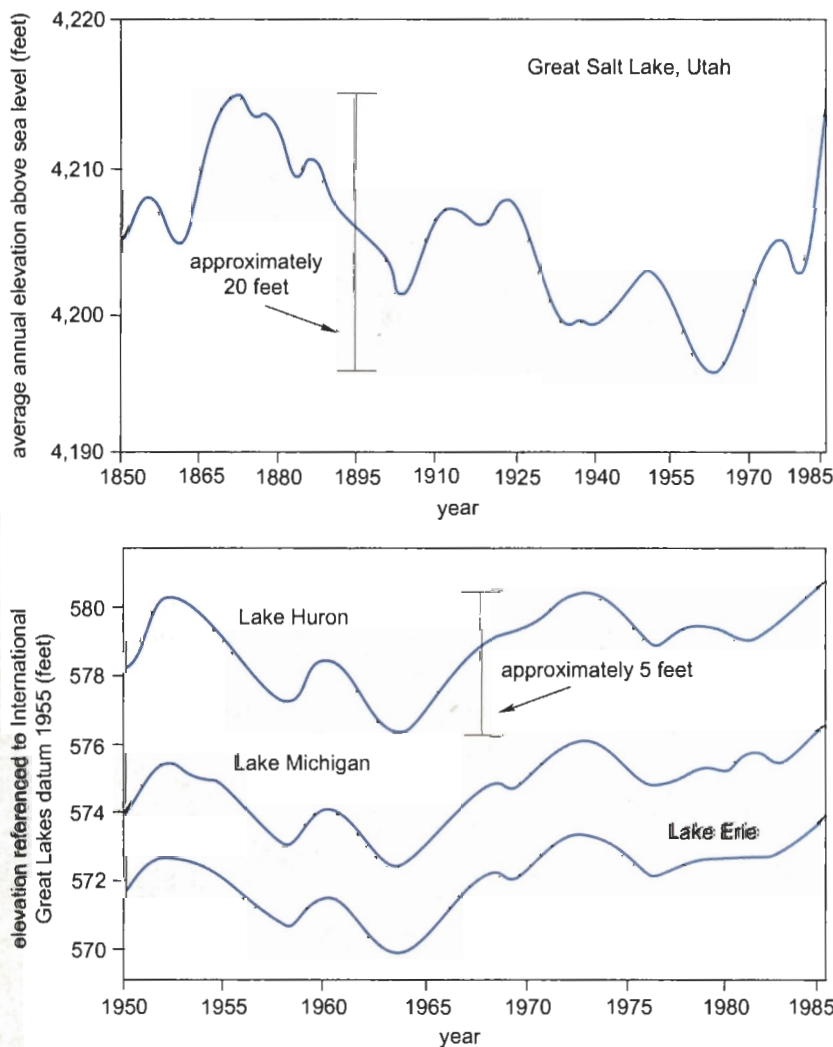 average annual elevation above sea level (feet)
4,220
4,210
4,200
4,190
Great Salt Lake, Utah
approximately
20 feet
1850 1865 1880 1895 1910 1925 1940 1955 1970 1985
year
elevation referenced to International
Great Lakes datum 1955 (feet)
580
578
576
574
572
570
Lake Huron
approximately 5 feet
Lake Michigan
Lake Erie
1950 1955 1960 1965 1970 1975 1980 1985
year